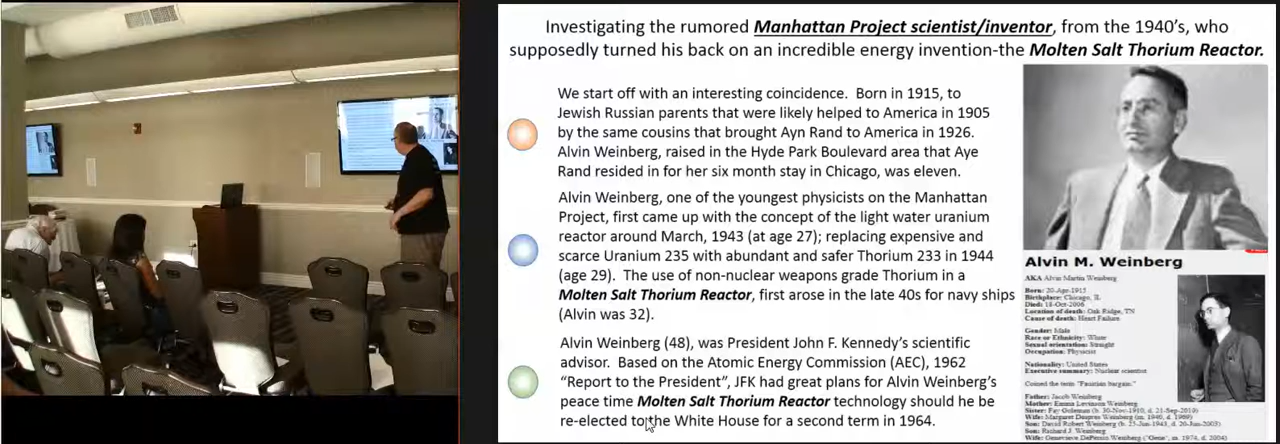 Investigating the rumored Manhattan Project scientist/inventor, from the 1940's, who
supposedly turned his back on an incredible energy invention-the Molten Salt Thorium Reactor.
We start off with an interesting coincidence. Born in 1915, to
Jewish Russian parents that were likely helped to America in 1905
by the same cousins that brought Ayn Rand to America in 1926.
Alvin Weinberg, raised in the Hyde Park Boulevard area that Aye
Rand resided in for her six month stay in Chicago, was eleven.
Alvin Weinberg, one of the youngest physicists on the Manhattan
Project, first came up with the concept of the light water uranium
reactor around March, 1943 (at age 27); replacing expensive and
scarce Uranium 235 with abundant and safer Thorium 233 in 1944
(age 29). The use of non-nuclear weapons grade Thorium in a
Molten Salt Thorium Reactor, first arose in the late 40s for navy ships
(Alvin was 32).
Alvin Weinberg (48), was President John F. Kennedy's scientific
advisor. Based on the Atomic Energy Commission (AEC), 1962
"Report to the President", JFK had great plans for Alvin Weinberg's
peace time Molten Salt Thorium Reactor technology should he be
re-elected to the White House for a second term in 1964.
Alvin M. Weinberg
AKA Alvin Martin Weinberg
Born: 20-Apr-1915
Birthplace: Chicago, IL
Died: 18-Oct-2006
Location of death: Oak Ridge, TN
Cause of death: Heart Failure
Gender: Male
Race or Ethnicity: White
Sexual orientation: Straight
Occupation: Physicist
Nationality: United States
Executive summary: Nuclear scientist
Coined the term "Faustian bargain."
Father: Jacob Weinberg
Mother: Emma Levinson Weinberg
Sister: Fay Goleman (b. 30-Nov-1910, d. 21-Sep-2010)
Wife: Margaret Despres Weinberg (m. 1940, d. 1969)
Son: David Robert Weinberg (b. 25-Jun-1943, d. 20-Jun-2003)
Son: Richard J. Weinberg
Wife: Genevieve DePersio Weinberg ("Gene", m. 1974, d. 2004)